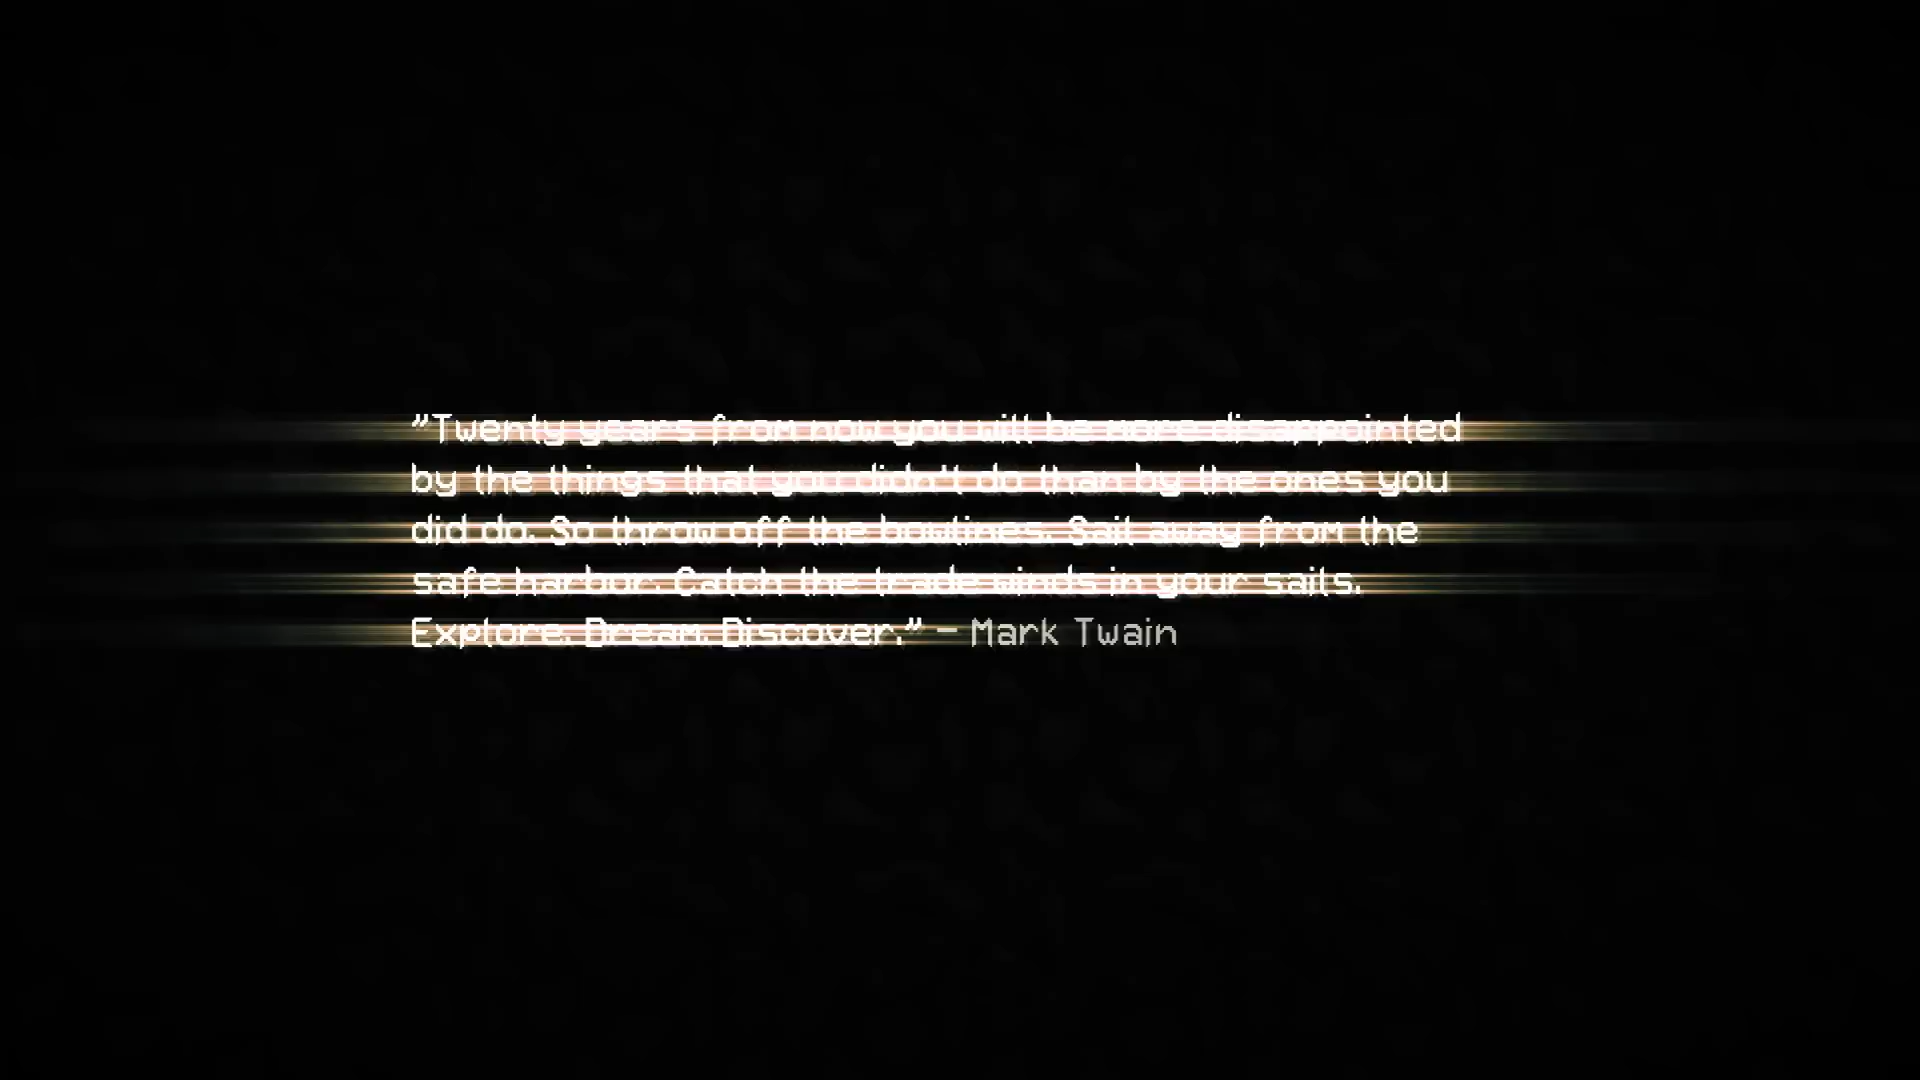 "Twenty years from now you will be more disappointed
by the things that you didn't do than by the ones you
did do. So throw off the bowlines. Sail away from the
safe harbor. Catch the trade winds in your sails.
Explore. Dream. Discover." – Mark Twain